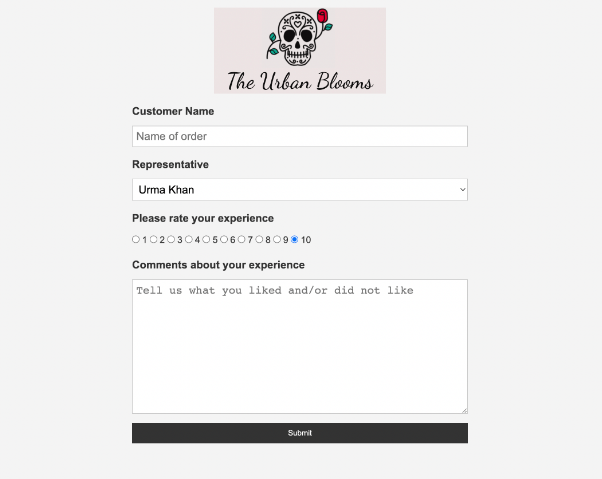 The Urban Blooms
Customer Name
Name of order
Representative
Urma Khan
Please rate your experience
1 2 3 4 5 6 7 8 9 10
Comments about your experience
Tell us what you liked and/or did not like
Submit